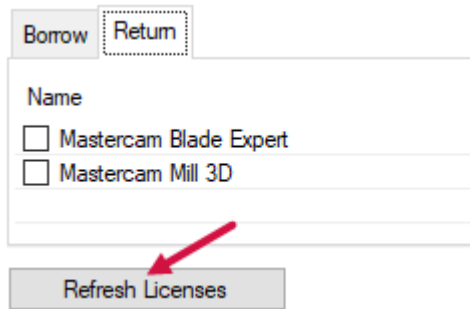 Borrow Return
Name
Mastercam Blade Expert
Mastercam Mill 3D
Refresh Licenses